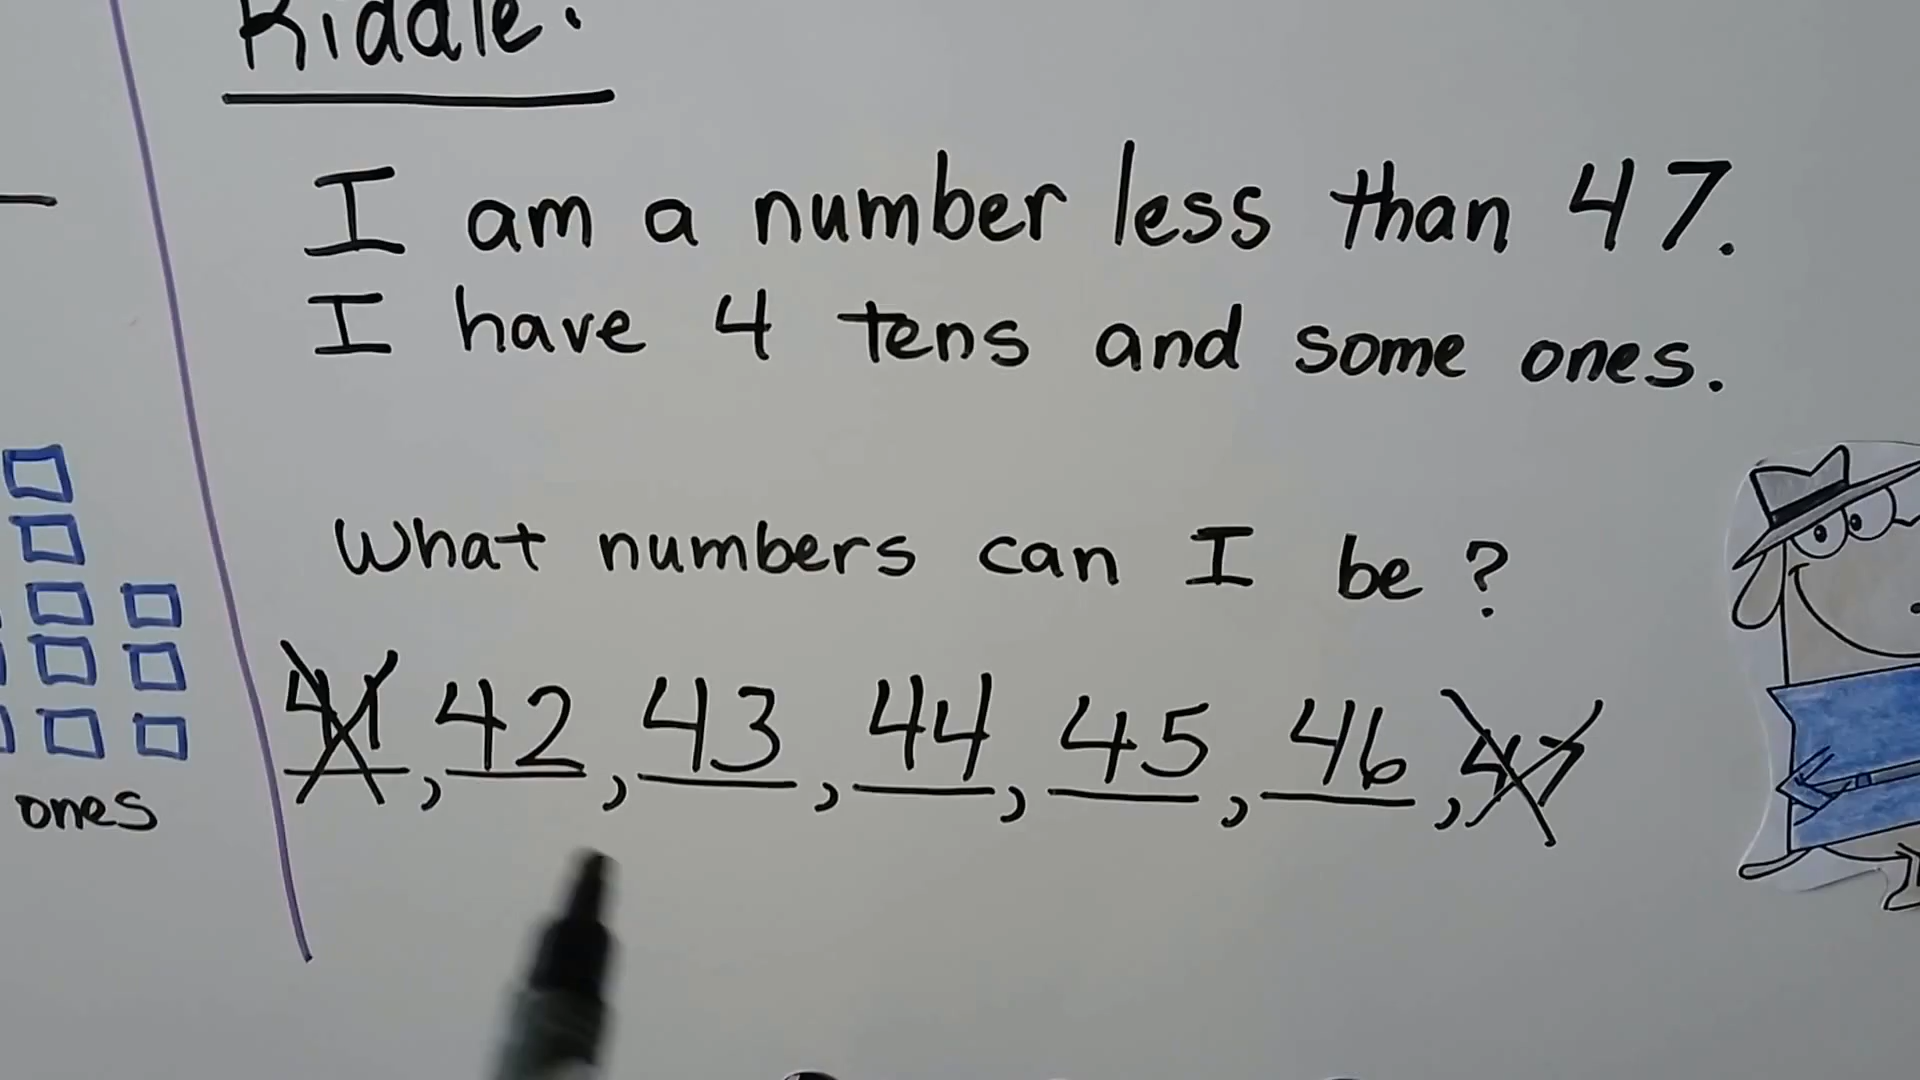 Riddle:
I am a number less than 47.
I have 4 tens and some ones.
What numbers can I be?
41, 42, 43, 44, 45, 46, 47
ones